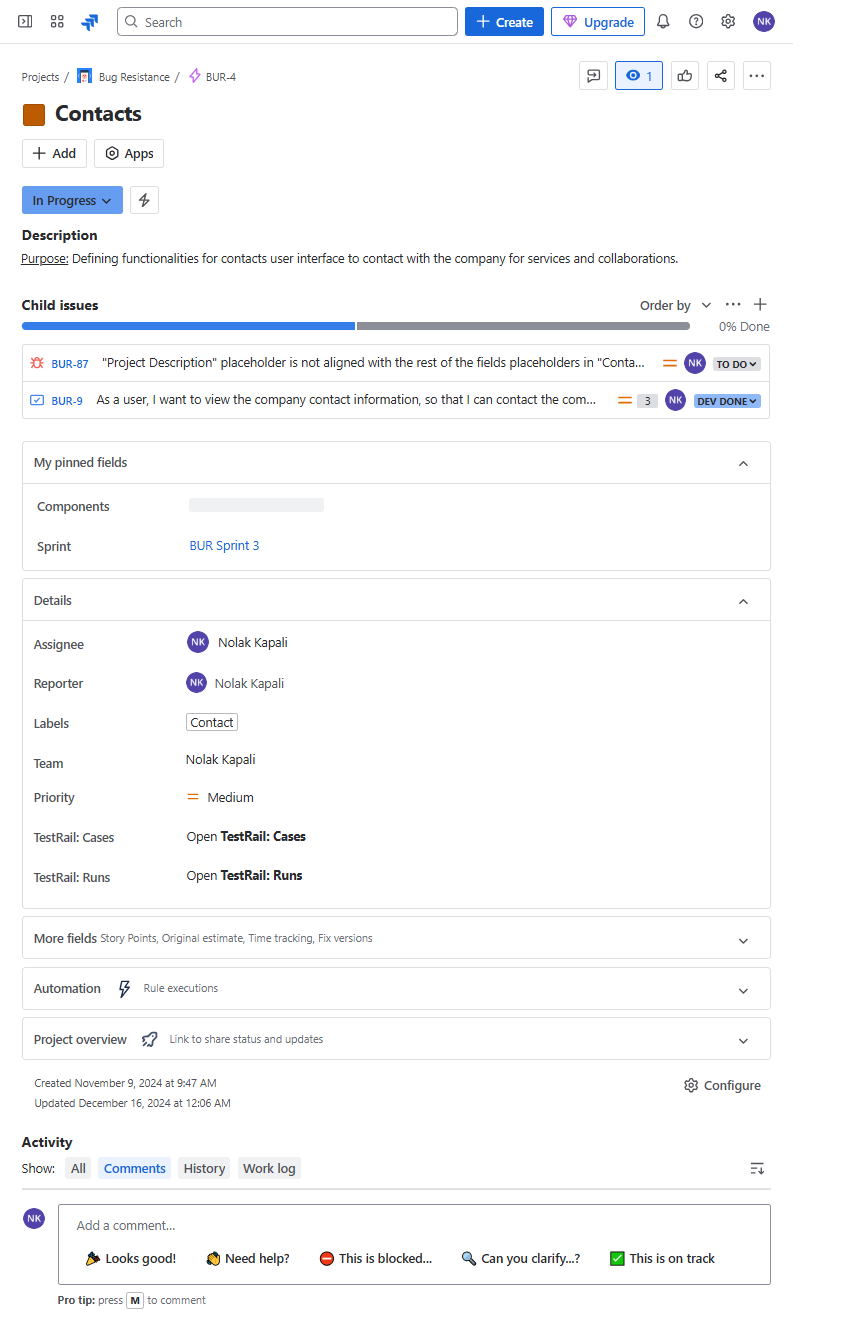 Search
Create
Upgrade
NK
Projects / Bug Resistance / BUR-4
1
Contacts
Add
Apps
In Progress
Description
Purpose: Defining functionalities for contacts user interface to contact with the company for services and collaborations.
Child issues
Order by
0% Done
BUR-87 "Project Description" placeholder is not aligned with the rest of the fields placeholders in "Conta... NK TO DO
BUR-9 As a user, I want to view the company contact information, so that I can contact the com... 3 NK DEV DONE
My pinned fields
Components
Sprint BUR Sprint 3
Details
Assignee NK Nolak Kapali
Reporter NK Nolak Kapali
Labels Contact
Team Nolak Kapali
Priority Medium
TestRail: Cases Open TestRail: Cases
TestRail: Runs Open TestRail: Runs
More fields Story Points, Original estimate, Time tracking, Fix versions
Automation Rule executions
Project overview Link to share status and updates
Created November 9, 2024 at 9:47 AM
Configure
Updated December 16, 2024 at 12:06 AM
Activity
Show: All Comments History Work log
NK
Add a comment...
Looks good! Need help? This is blocked... Can you clarify...? This is on track
Pro tip: press M to comment